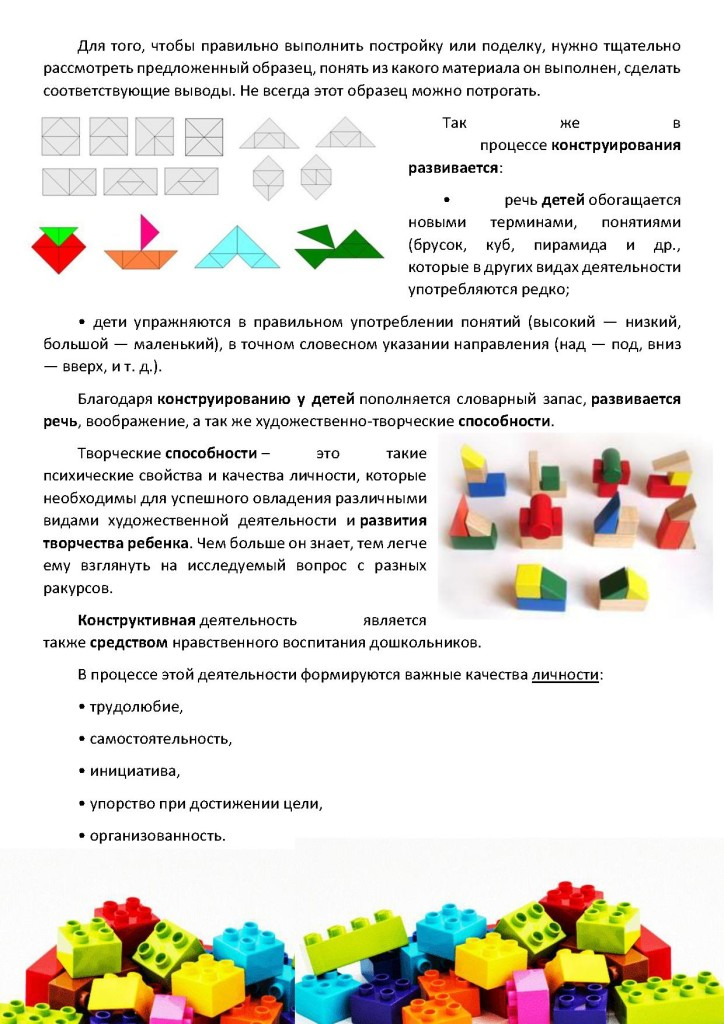 Для того, чтобы правильно выполнить постройку или поделку, нужно тщательно
рассмотреть предложенный образец, понять из какого материала он выполнен, сделать
соответствующие выводы. Не всегда этот образец можно потрогать.
Так же в
процессе конструирования
развивается:
• речь детей обогащается
новыми терминами, понятиями
(брусок, куб, пирамида и др.,
которые в других видах деятельности
употребляются редко;
• дети упражняются в правильном употреблении понятий (высокий — низкий,
большой — маленький), в точном словесном указании направления (над — под, вниз
— вверх, и т. д.).
Благодаря конструированию у детей пополняется словарный запас, развивается
речь, воображение, а так же художественно-творческие способности.
Творческие способности – это такие
психические свойства и качества личности, которые
необходимы для успешного овладения различными
видами художественной деятельности и развития
творчества ребенка. Чем больше он знает, тем легче
ему взглянуть на исследуемый вопрос с разных
ракурсов.
Конструктивная деятельность является
также средством нравственного воспитания дошкольников.
В процессе этой деятельности формируются важные качества личности:
• трудолюбие,
• самостоятельность,
• инициатива,
• упорство при достижении цели,
• организованность.